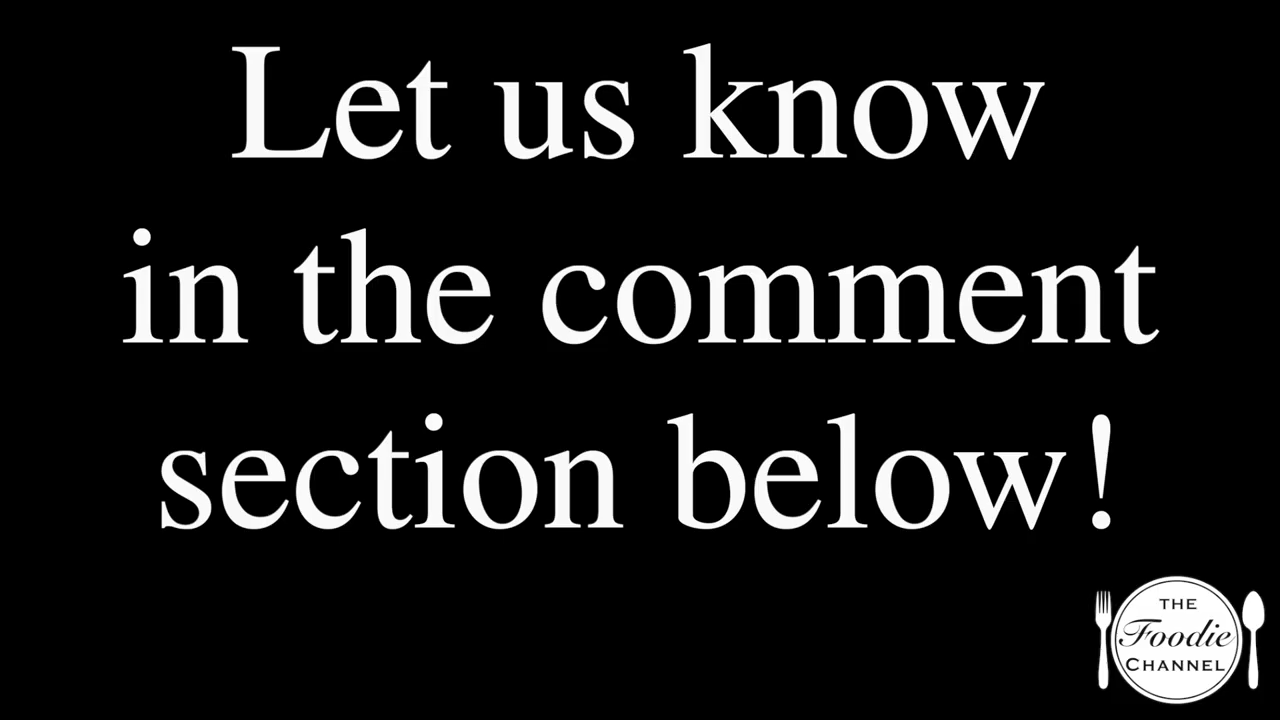 Let us know
in the comment
section below!
THE
Foodie
CHANNEL